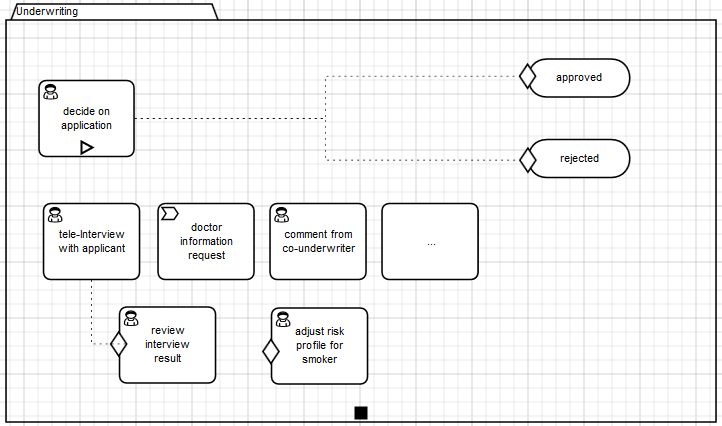 Underwriting
decide on
application
approved
rejected
tele-Interview
with applicant
doctor
information
request
comment from
co-underwriter
...
review
interview
result
adjust risk
profile for
smoker